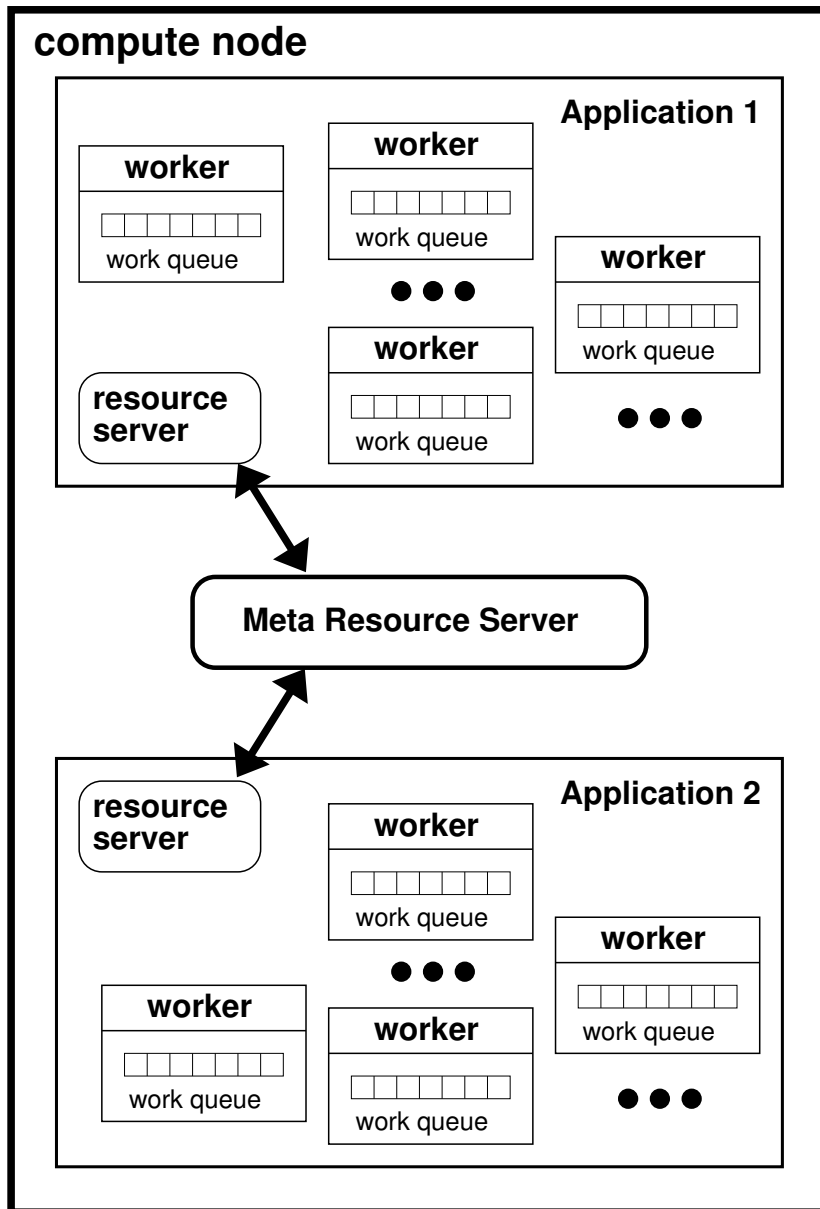 compute node
Application 1
worker
work queue
worker
work queue
worker
work queue
worker
work queue
resource
server
Meta Resource Server
resource
server
Application 2
worker
work queue
worker
work queue
worker
work queue
worker
work queue